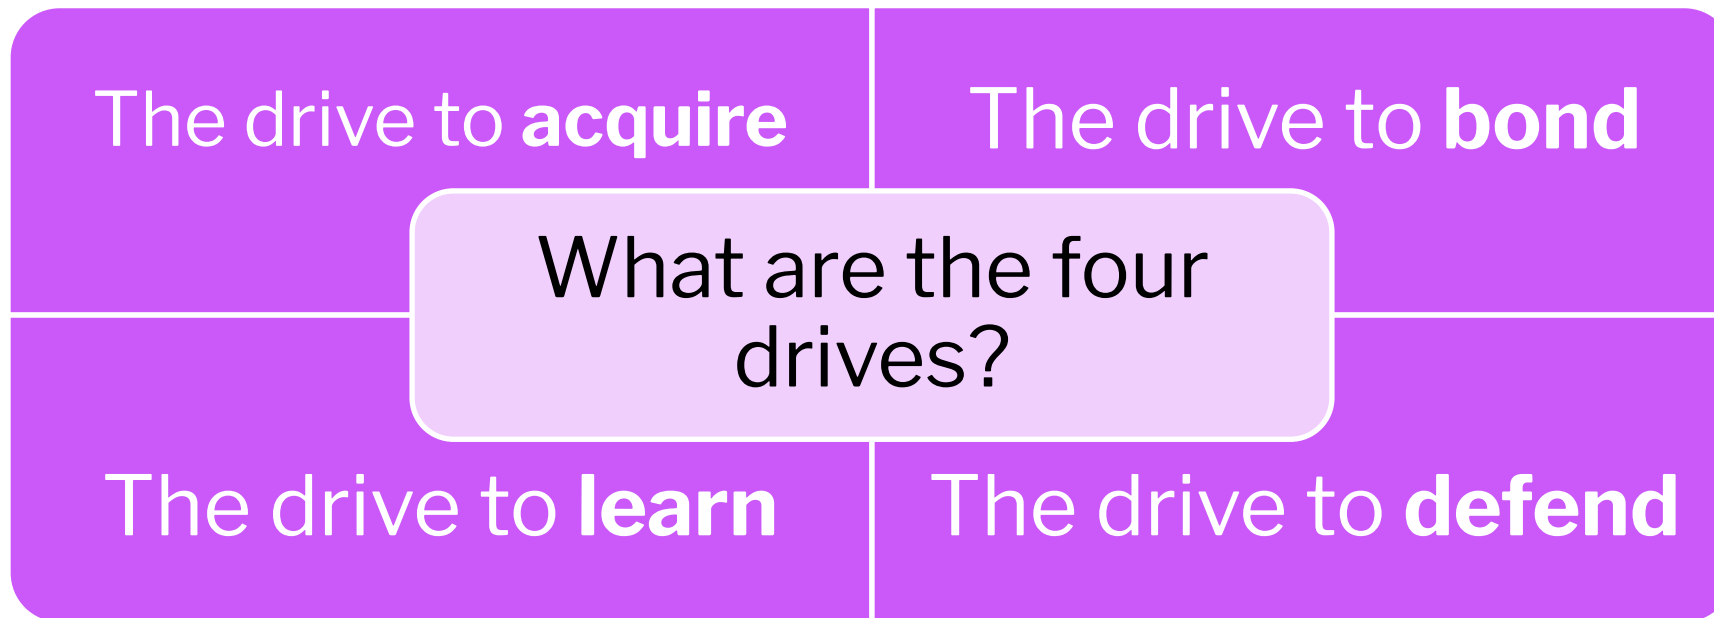 The drive to acquire
The drive to bond
What are the four
drives?
The drive to learn
The drive to defend